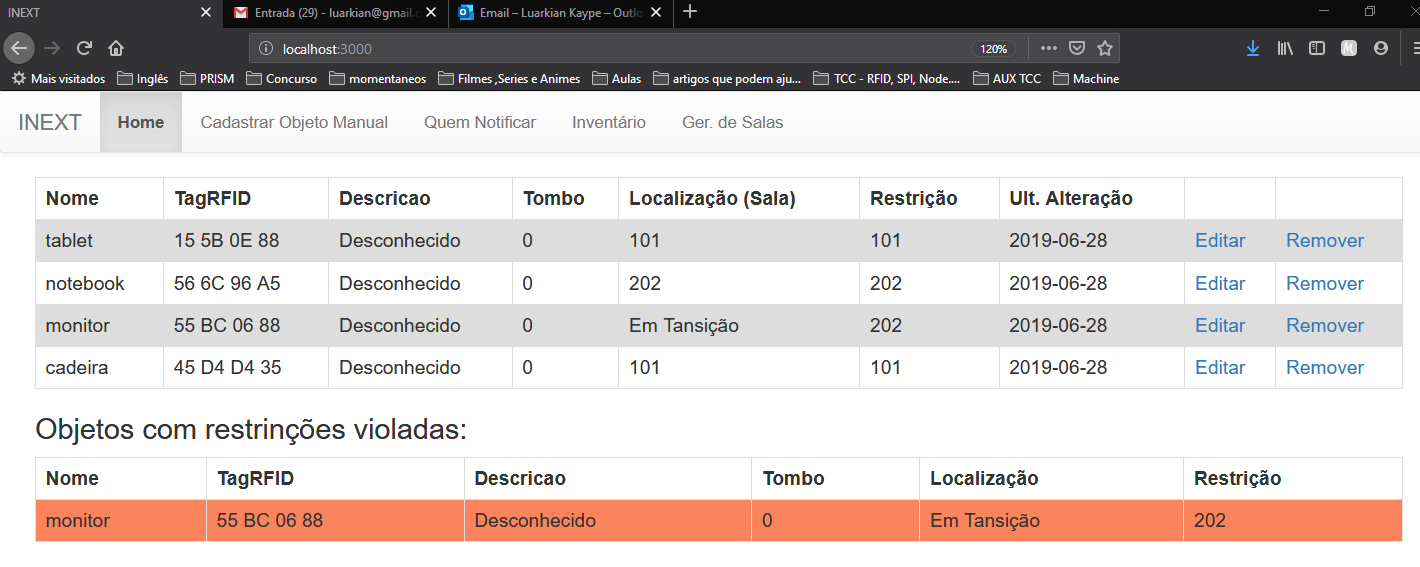 INEXT
Entrada (29) - luarkian@gmail.c
Email – Luarkian Kaype – Outlo
localhost:3000
120%
Mais visitados Inglês PRISM Concurso momentaneos Filmes ,Series e Animes Aulas artigos que podem aju... TCC - RFID, SPI, Node.... AUX TCC Machine
INEXT Home Cadastrar Objeto Manual Quem Notificar Inventário Ger. de Salas
Nome TagRFID Descricao Tombo Localização (Sala) Restrição Ult. Alteração
tablet 15 5B 0E 88 Desconhecido 0 101 101 2019-06-28 Editar Remover
notebook 56 6C 96 A5 Desconhecido 0 202 202 2019-06-28 Editar Remover
monitor 55 BC 06 88 Desconhecido 0 Em Tansição 202 2019-06-28 Editar Remover
cadeira 45 D4 D4 35 Desconhecido 0 101 101 2019-06-28 Editar Remover
Objetos com restrinções violadas:
Nome TagRFID Descricao Tombo Localização Restrição
monitor 55 BC 06 88 Desconhecido 0 Em Tansição 202